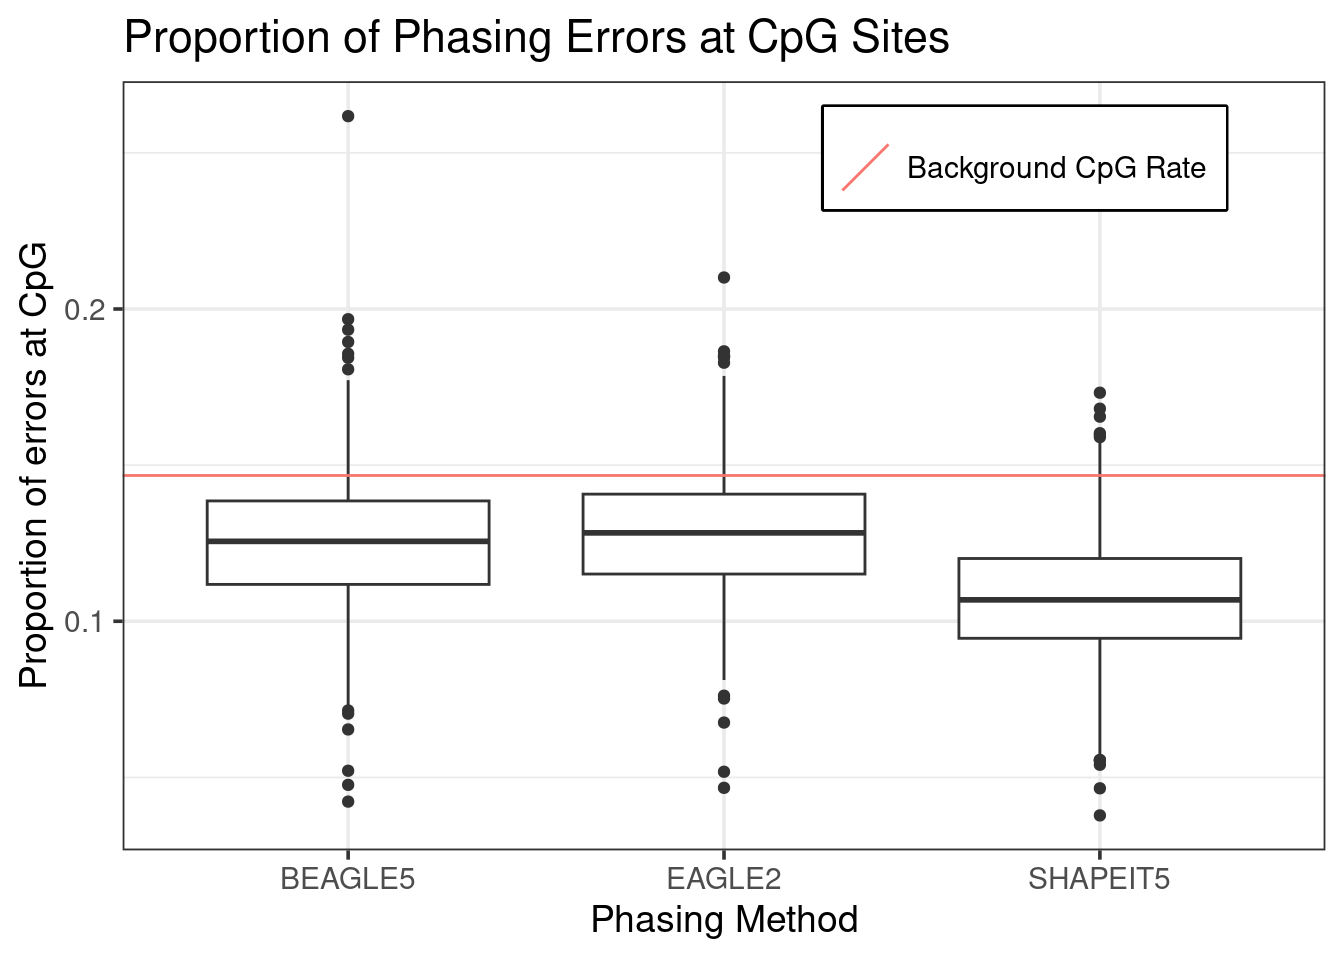 Proportion of Phasing Errors at CpG Sites
Background CpG Rate
Proportion of errors at CpG
0.2
0.1
BEAGLE5 EAGLE2 SHAPEIT5
Phasing Method